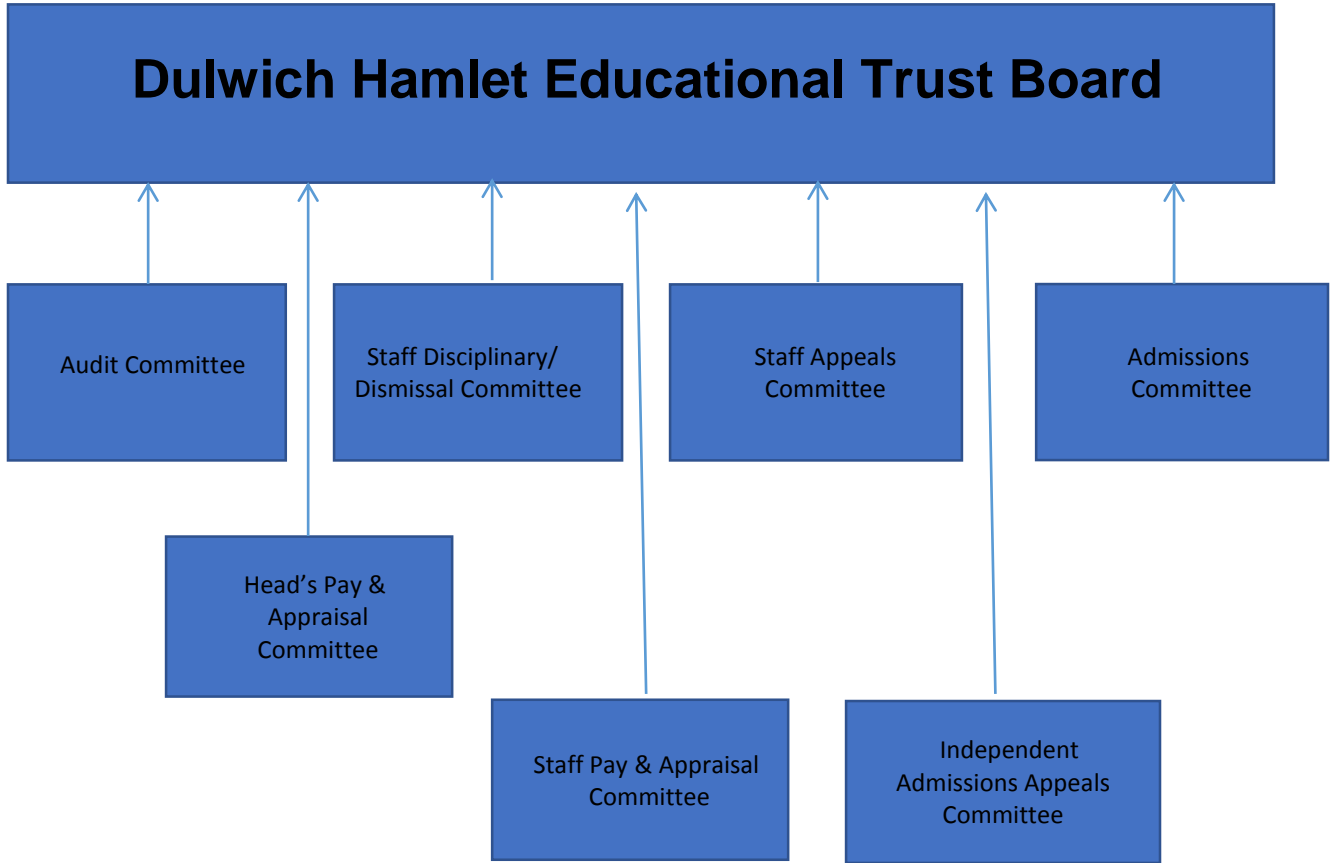 Dulwich Hamlet Educational Trust Board
Audit Committee
Staff Disciplinary/
Dismissal Committee
Staff Appeals
Committee
Admissions
Committee
Head’s Pay &
Appraisal
Committee
Staff Pay & Appraisal
Committee
Independent
Admissions Appeals
Committee